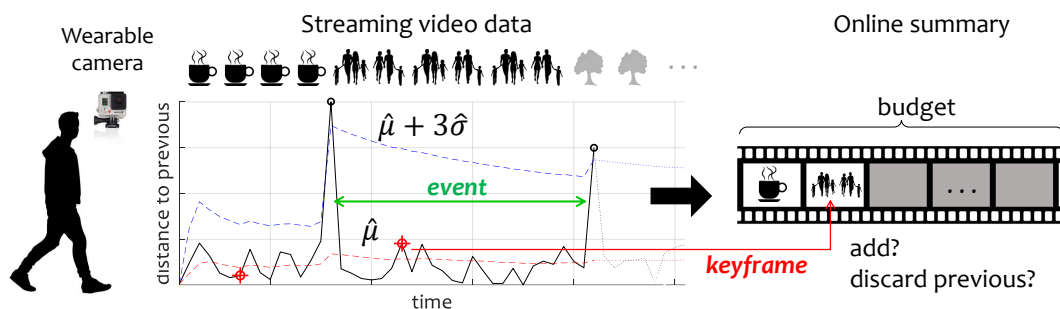 Wearable
camera
Streaming video data
Online summary
. . .
distance to previous
μ̂ + 3σ̂
event
μ̂
time
budget
...
keyframe
add?
discard previous?